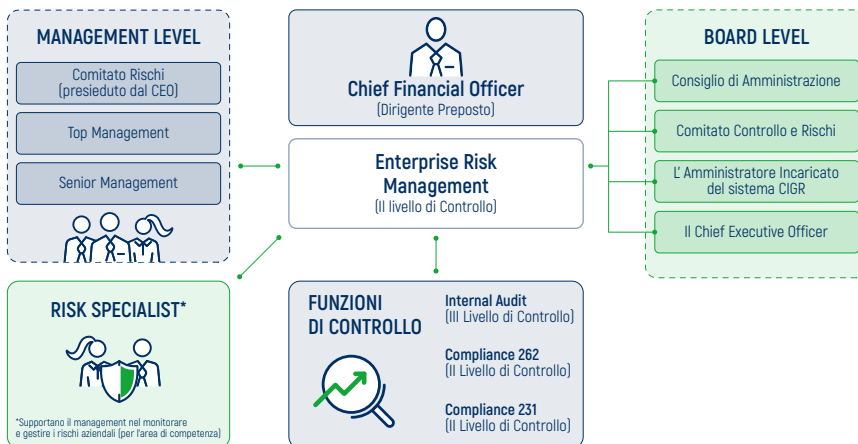 MANAGEMENT LEVEL
Comitato Rischi
(presieduto dal CEO)
Top Management
Senior Management
Chief Financial Officer
(Dirigente Preposto)
Enterprise Risk
Management
(II livello di Controllo)
BOARD LEVEL
Consiglio di Amministrazione
Comitato Controllo e Rischi
L' Amministratore Incaricato
del sistema CIGR
Il Chief Executive Officer
RISK SPECIALIST*
*Supportano il management nel monitorare
e gestire i rischi aziendali (per l'area di competenza)
FUNZIONI
DI CONTROLLO
Internal Audit
(III Livello di Controllo)
Compliance 262
(II Livello di Controllo)
Compliance 231
(II Livello di Controllo)